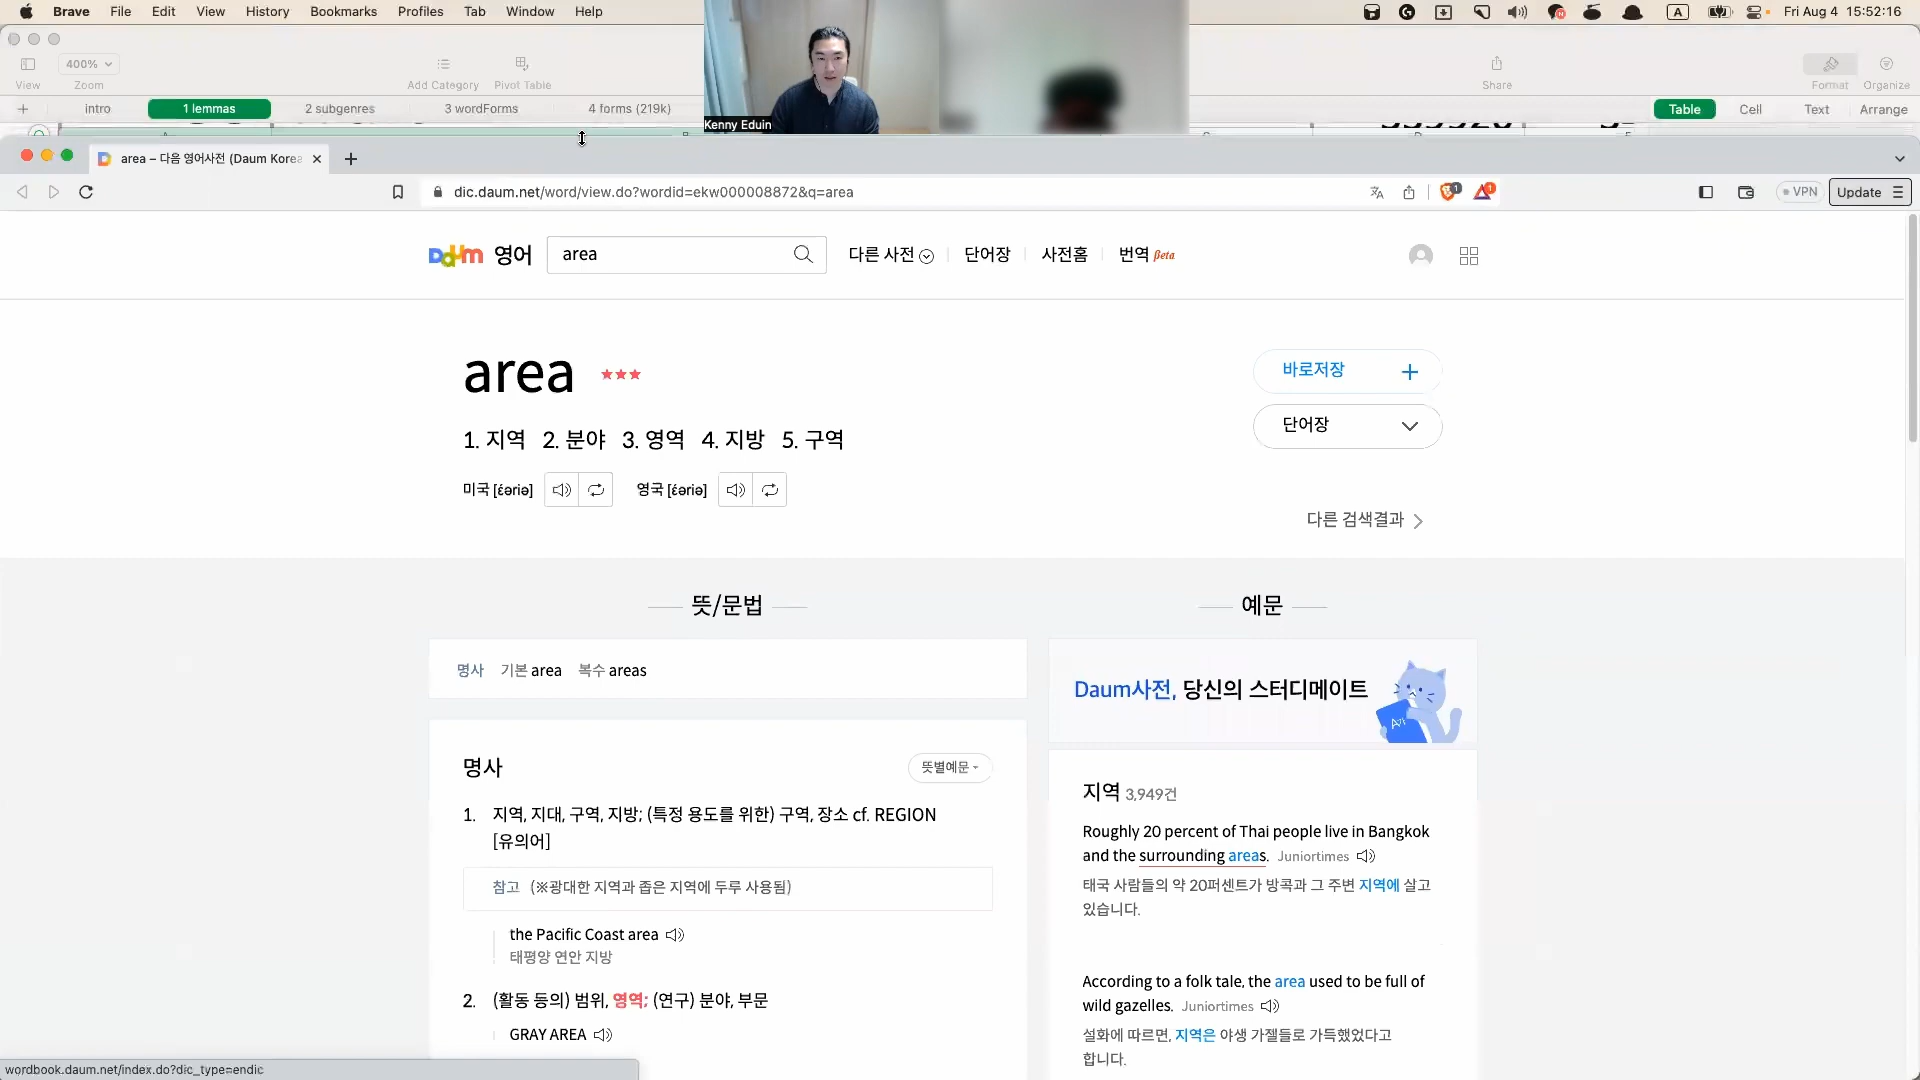 Brave File Edit View History Bookmarks Profiles Tab Window Help
A
Fri Aug 4 15:52:16
400%
View Zoom Add Category Pivot Table Share Format Organize
intro 1 lemmas 2 subgenres 3 wordForms 4 forms (219k)
Table Cell Text Arrange
Kenny Eduin
area – 다음 영어사전 (Daum Korea
dic.daum.net/word/view.do?wordid=ekw000008872&q=area
1
1
VPN
Update
Daum 영어
area
다른 사전 단어장 사전홈 번역 Beta
area
바로저장
1. 지역 2. 분야 3. 영역 4. 지방 5. 구역
단어장
미국 [ɛ́əriə] 영국 [ɛ́əriə]
다른 검색결과
뜻/문법
예문
명사 기본 area 복수 areas
Daum사전, 당신의 스터디메이트
명사
뜻별예문
1. 지역, 지대, 구역, 지방; (특정 용도를 위한) 구역, 장소 cf. REGION
[유의어]
참고 (※광대한 지역과 좁은 지역에 두루 사용됨)
the Pacific Coast area
태평양 연안 지방
2. (활동 등의) 범위, 영역; (연구) 분야, 부문
GRAY AREA
지역 3,949건
Roughly 20 percent of Thai people live in Bangkok
and the surrounding areas. Juniortimes
태국 사람들의 약 20퍼센트가 방콕과 그 주변 지역에 살고
있습니다.
According to a folk tale, the area used to be full of
wild gazelles. Juniortimes
설화에 따르면, 지역은 야생 가젤들로 가득했었다고
합니다.
wordbook.daum.net/index.do?dic_type=endic